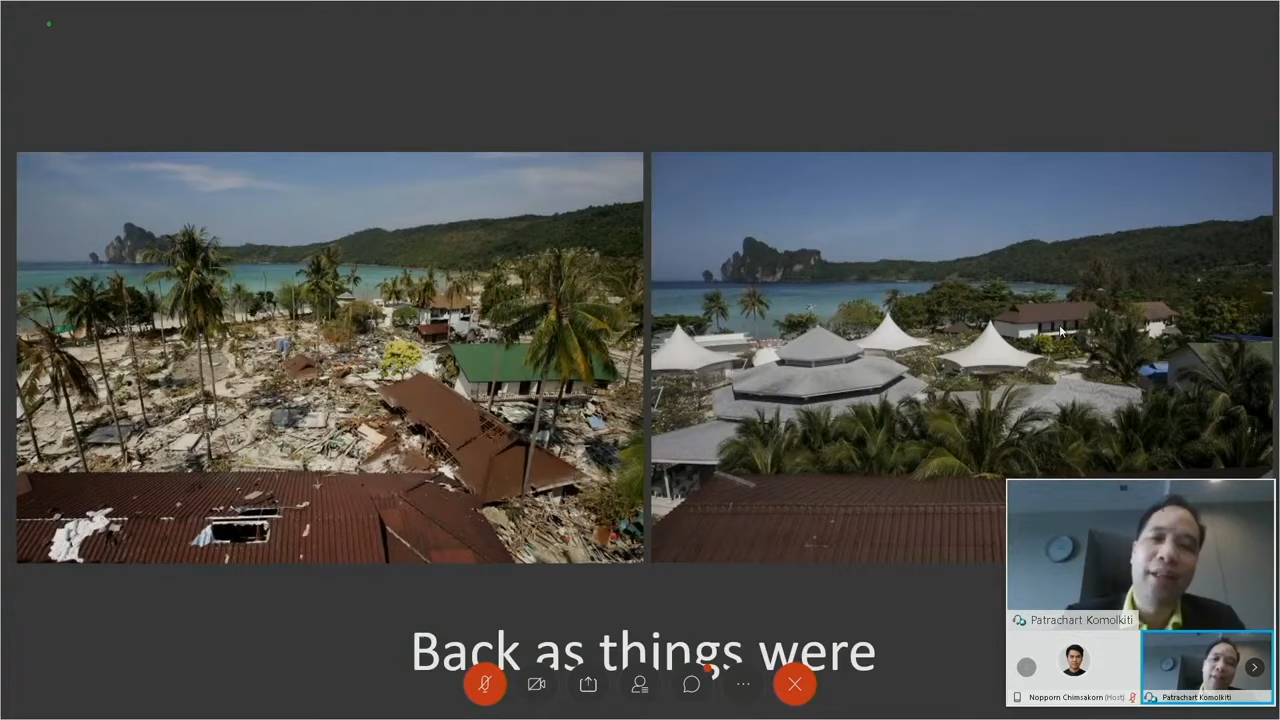 Back as things were
Patrachart Komolkiti
Nopporn Chimsakorn (Host)
Patrachart Komolkiti